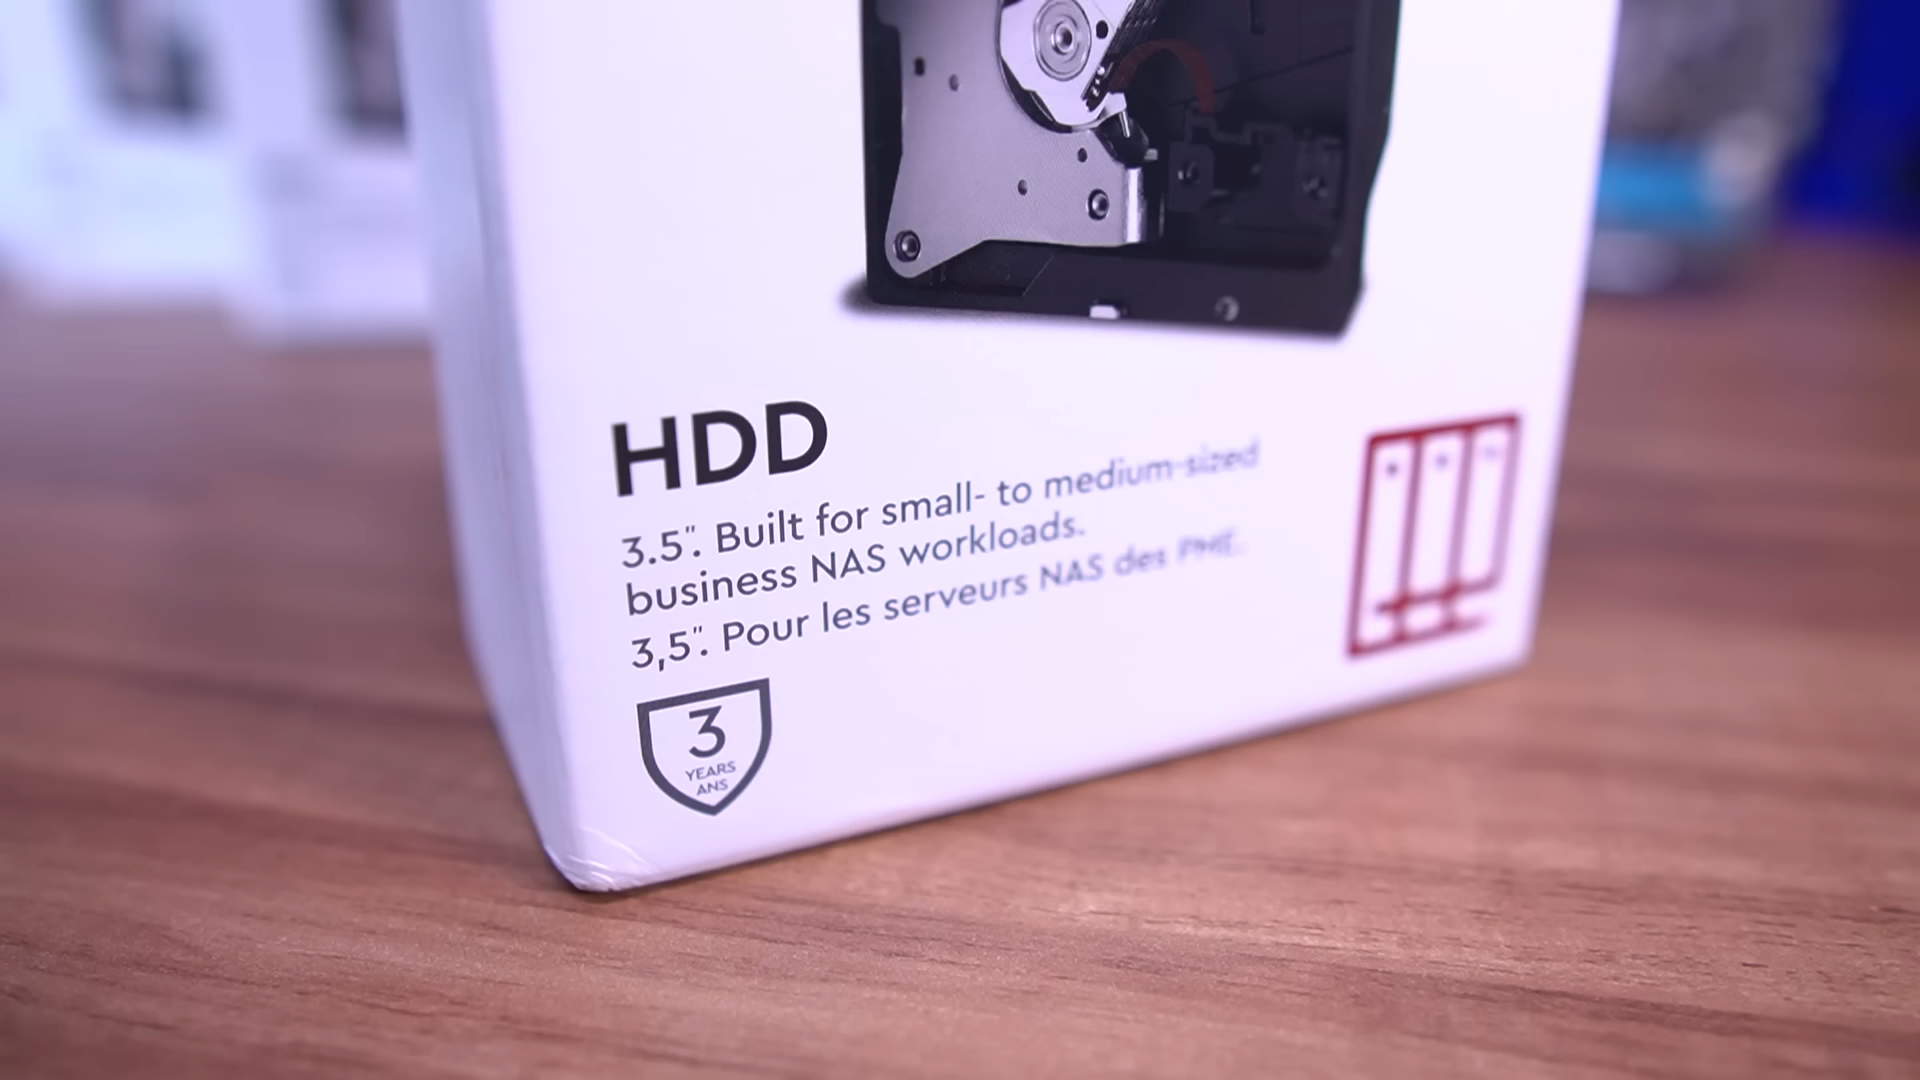 HDD
3.5". Built for small- to medium-sized
business NAS workloads.
3,5". Pour les serveurs NAS des PME.
3
YEARS
ANS